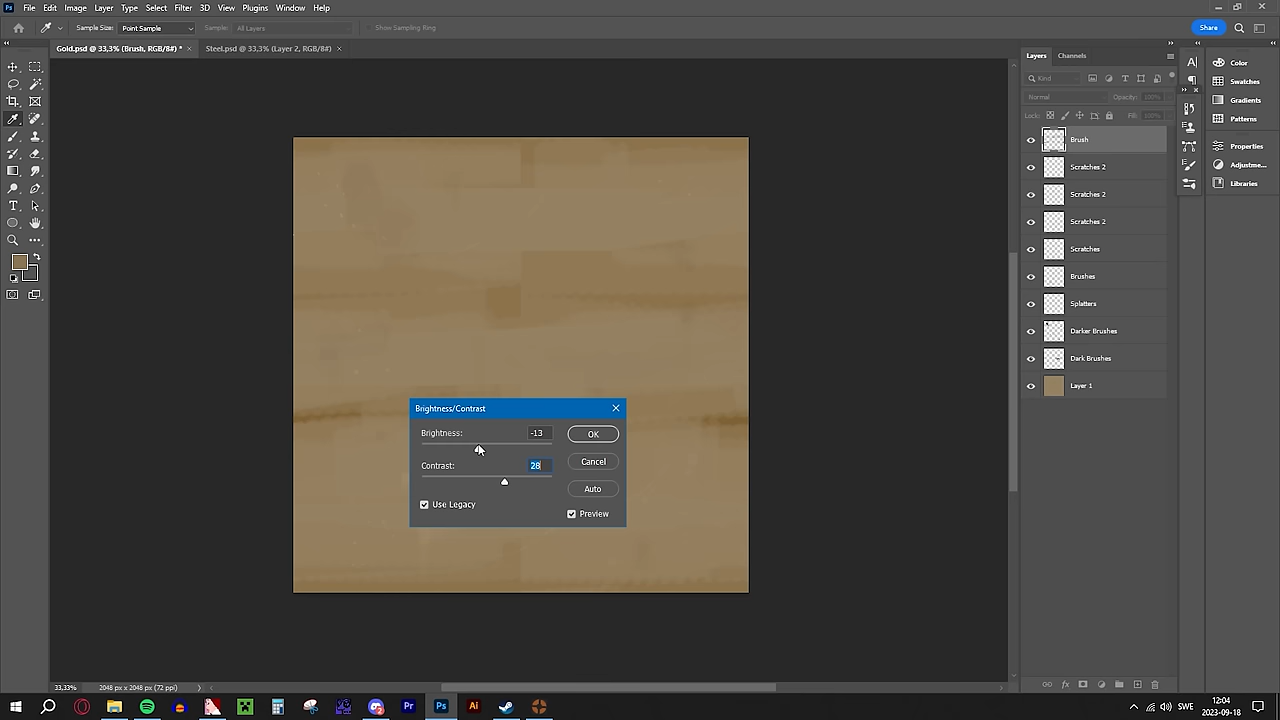 Ps File Edit Image Layer Type Select Filter 3D View Plugins Window Help
Sample Size: Point Sample Sample: All Layers Show Sampling Ring Share
Gold.psd @ 33,3% (Brush, RGB/8#) * × Steel.psd @ 33,3% (Layer 2, RGB/8#) ×
Layers Channels
Color
Kind
Swatches
Normal Opacity: 100%
Gradients
Lock: Fill: 100%
Patterns
Brush
Properties
Scratches 2
Adjustme...
Libraries
Scratches 2
Scratches 2
Scratches
Brushes
Splatters
Darker Brushes
Dark Brushes
Layer 1
Brightness/Contrast
Brightness: -13 OK
Contrast: 28 Cancel
Auto
Use Legacy
Preview
33,33% 2048 px x 2048 px (72 ppi)
fx
Pr Ps Ai SWE 12:04
2023-09-18